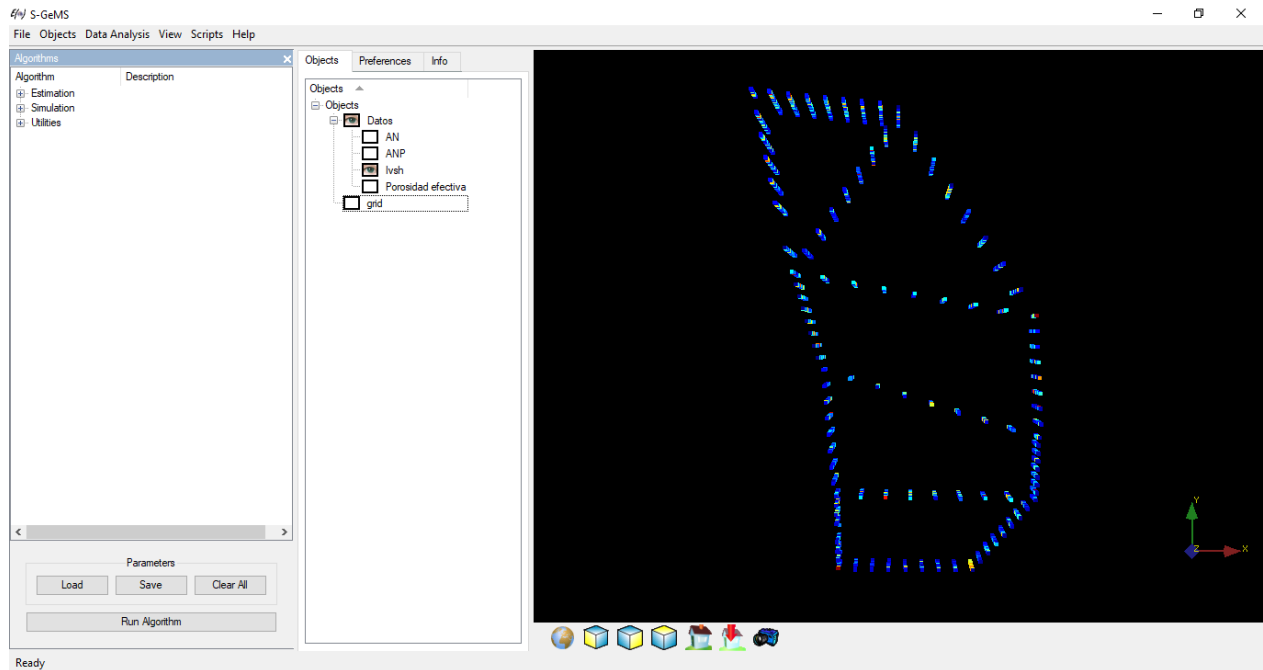 S-GeMS
File Objects Data Analysis View Scripts Help
Algorithms
Algorithm Description
Estimation
Simulation
Utilities
Parameters
Load Save Clear All
Run Algorithm
Objects Preferences Info
Objects
Objects
Datos
AN
ANP
lvsh
Porosidad efectiva
grid
Y
Z X
Ready